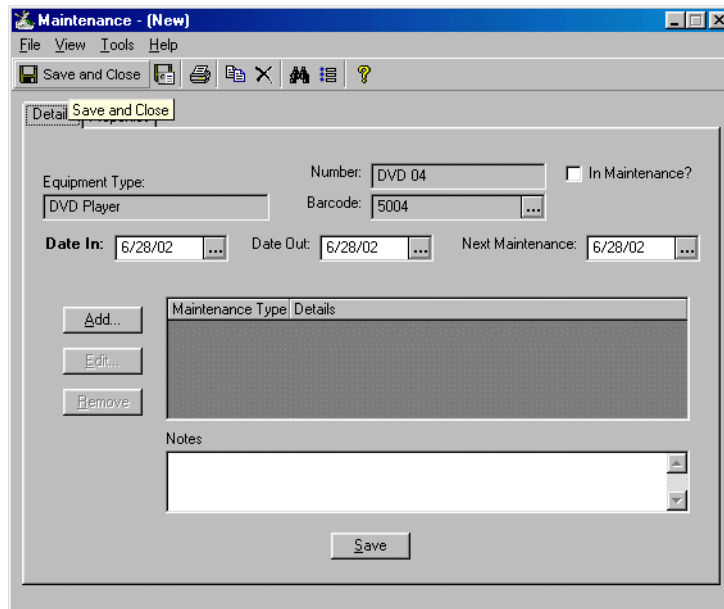 Maintenance - (New)
File View Tools Help
Save and Close
Save and Close
Detail
Number: DVD 04
In Maintenance?
Equipment Type:
DVD Player
Barcode: 5004 ...
Date In: 6/28/02 ...
Date Out: 6/28/02 ...
Next Maintenance: 6/28/02 ...
Add...
Maintenance Type Details
Edit...
Remove
Notes
Save